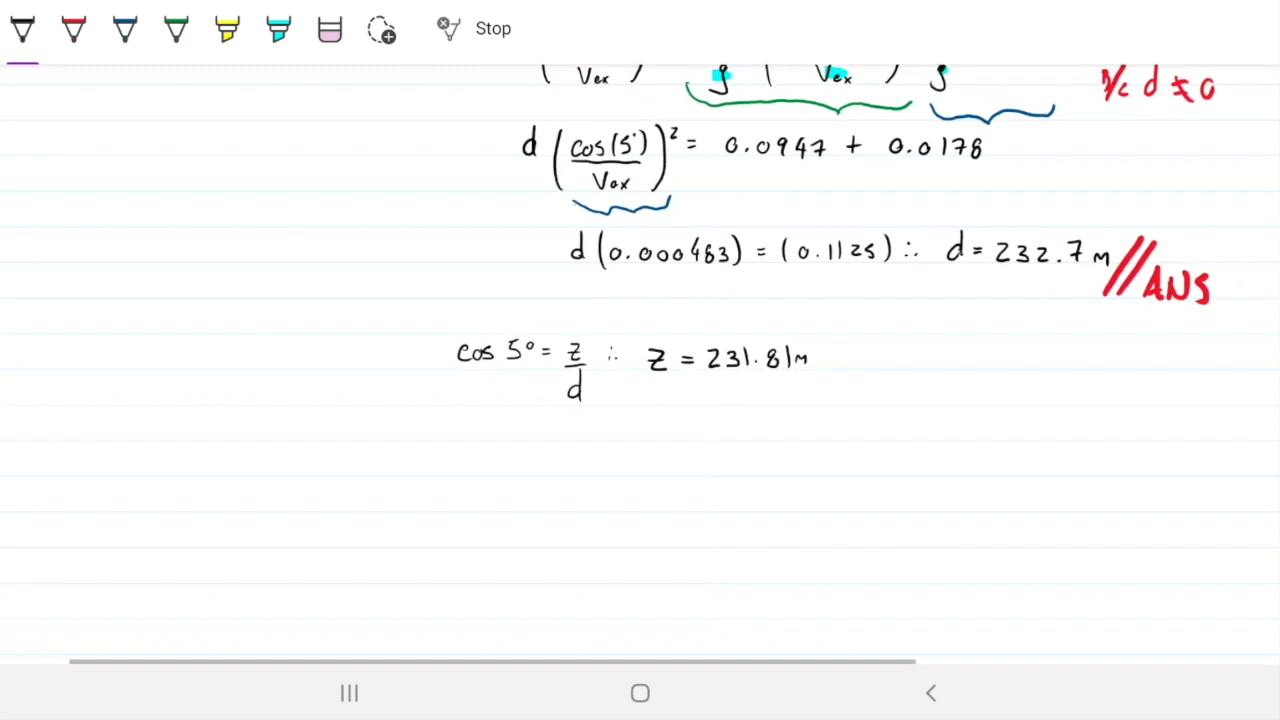 Stop
( Vex ) g ( Vex ) g b/c d ≠ 0
d (cos(5°)/Vox)² = 0.0947 + 0.0178
d(0.000483) = (0.1125) ∴ d = 232.7 m // ANS
cos 5° = z/d ∴ z = 231.81m